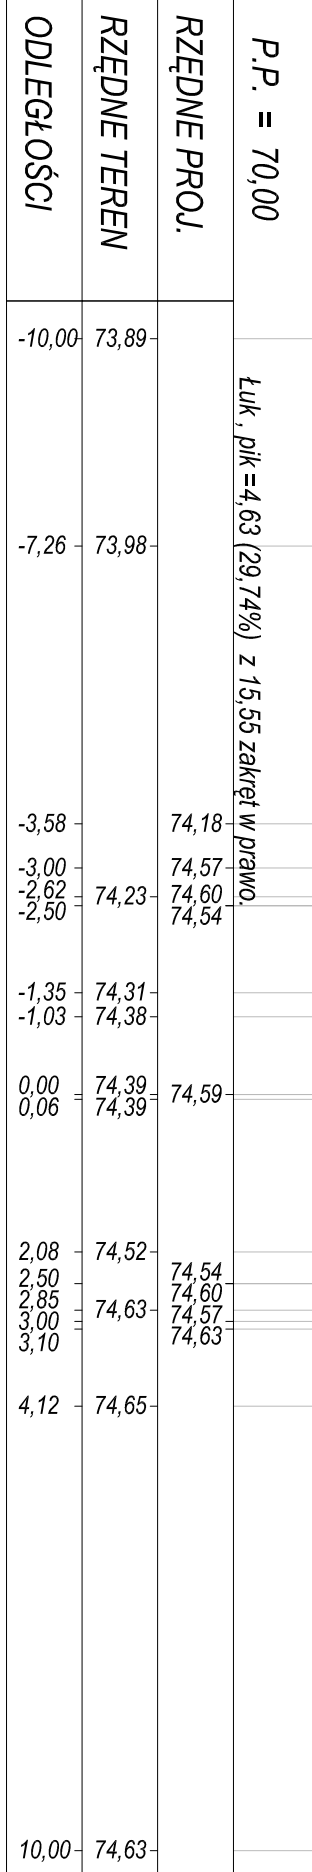 P.P. = 70,00
RZĘDNE PROJ.
RZĘDNE TEREN
ODLEGŁOŚCI
Łuk , pik =4,63 (29,74%) z 15,55 zakręt w prawo.
-10,00 73,89
-7,26 73,98
-3,58 74,18
-3,00 74,57
-2,62 74,23 74,60
-2,50 74,54
-1,35 74,31
-1,03 74,38
0,00 74,39 74,59
0,06 74,39
2,08 74,52
2,50 74,54
2,85 74,63 74,60
3,00 74,57
3,10 74,63
4,12 74,65
10,00 74,63